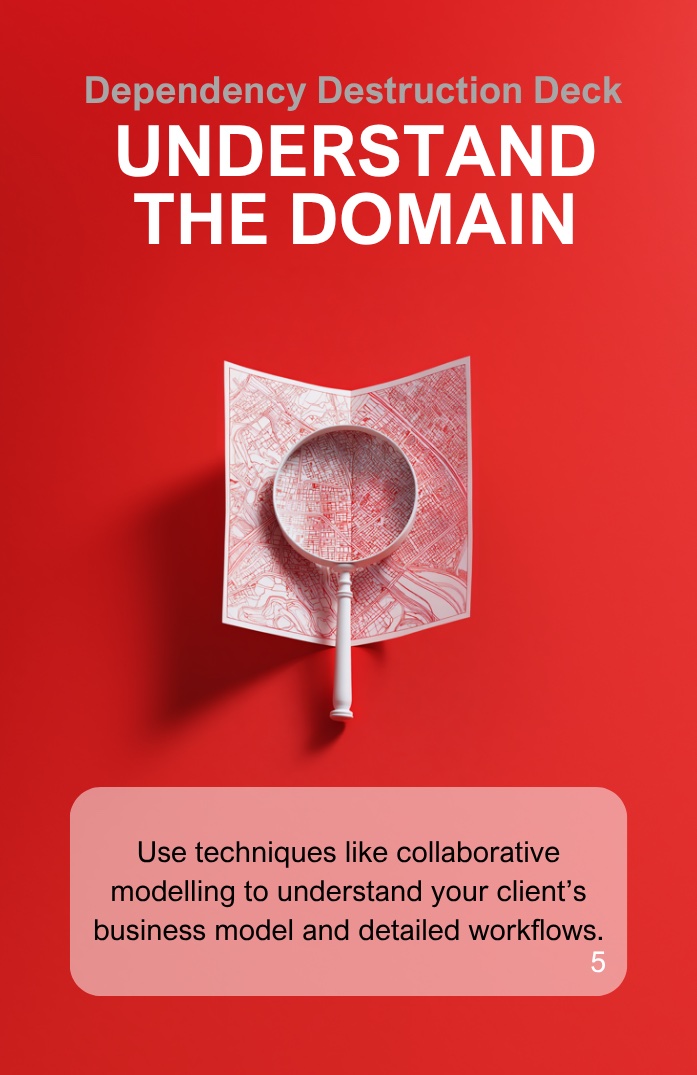 Dependency Destruction Deck
UNDERSTAND
THE DOMAIN
Use techniques like collaborative
modelling to understand your client’s
business model and detailed workflows.
5